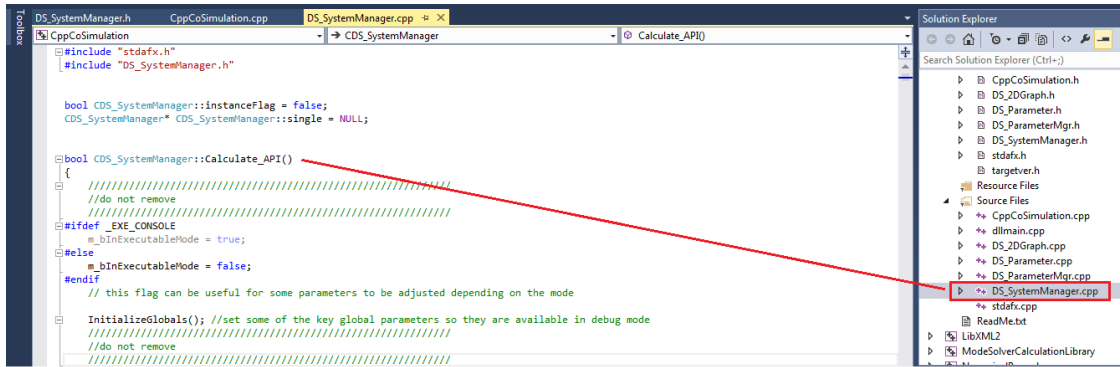 Toolbox
DS_SystemManager.h
CppCoSimulation.cpp
DS_SystemManager.cpp
CppCoSimulation
CDS_SystemManager
Calculate_API()
#include "stdafx.h"
#include "DS_SystemManager.h"
bool CDS_SystemManager::instanceFlag = false;
CDS_SystemManager* CDS_SystemManager::single = NULL;
bool CDS_SystemManager::Calculate_API()
{
/////////////////////////////////////////////////////////////
//do not remove
/////////////////////////////////////////////////////////////
#ifdef _EXE_CONSOLE
m_bInExecutableMode = true;
#else
m_bInExecutableMode = false;
#endif
// this flag can be useful for some parameters to be adjusted depending on the mode
InitializeGlobals(); //set some of the key global parameters so they are available in debug mode
/////////////////////////////////////////////////////////////
//do not remove
/////////////////////////////////////////////////////////////
Solution Explorer
Search Solution Explorer (Ctrl+;)
CppCoSimulation.h
DS_2DGraph.h
DS_Parameter.h
DS_ParameterMgr.h
DS_SystemManager.h
stdafx.h
targetver.h
Resource Files
Source Files
CppCoSimulation.cpp
dllmain.cpp
DS_2DGraph.cpp
DS_Parameter.cpp
DS_ParameterMgr.cpp
DS_SystemManager.cpp
stdafx.cpp
ReadMe.txt
LibXML2
ModeSolverCalculationLibrary